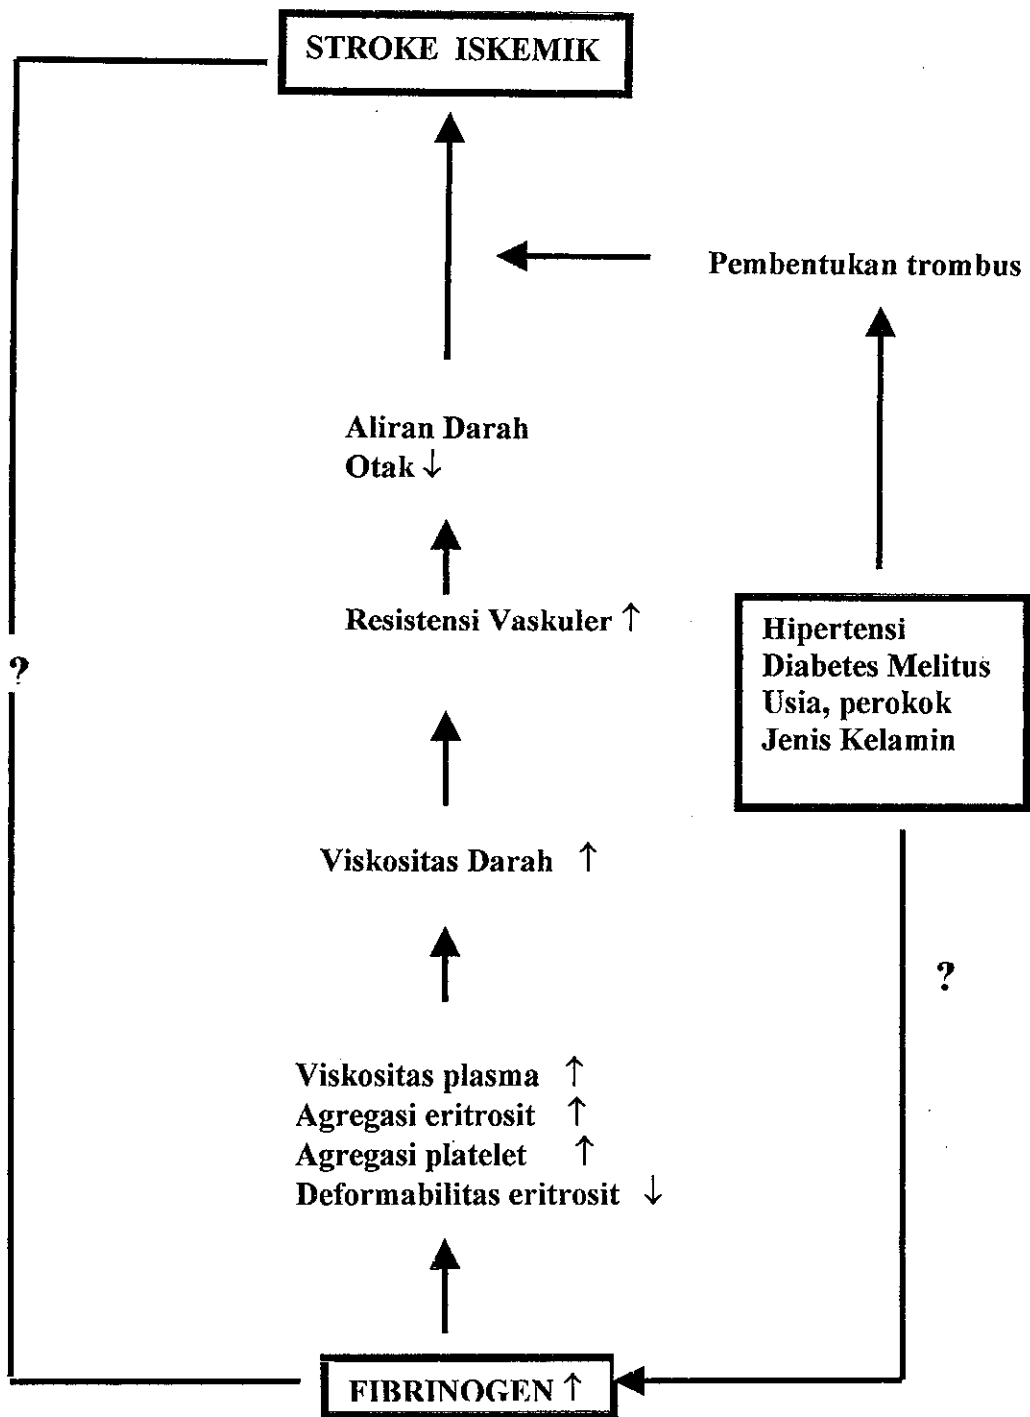 STROKE ISKEMIK
Pembentukan trombus
Aliran Darah
Otak ↓
Resistensi Vaskuler ↑
Hipertensi
Diabetes Melitus
Usia, perokok
Jenis Kelamin
?
Viskositas Darah ↑
?
Viskositas plasma ↑
Agregasi eritrosit ↑
Agregasi platelet ↑
Deformabilitas eritrosit ↓
FIBRINOGEN ↑